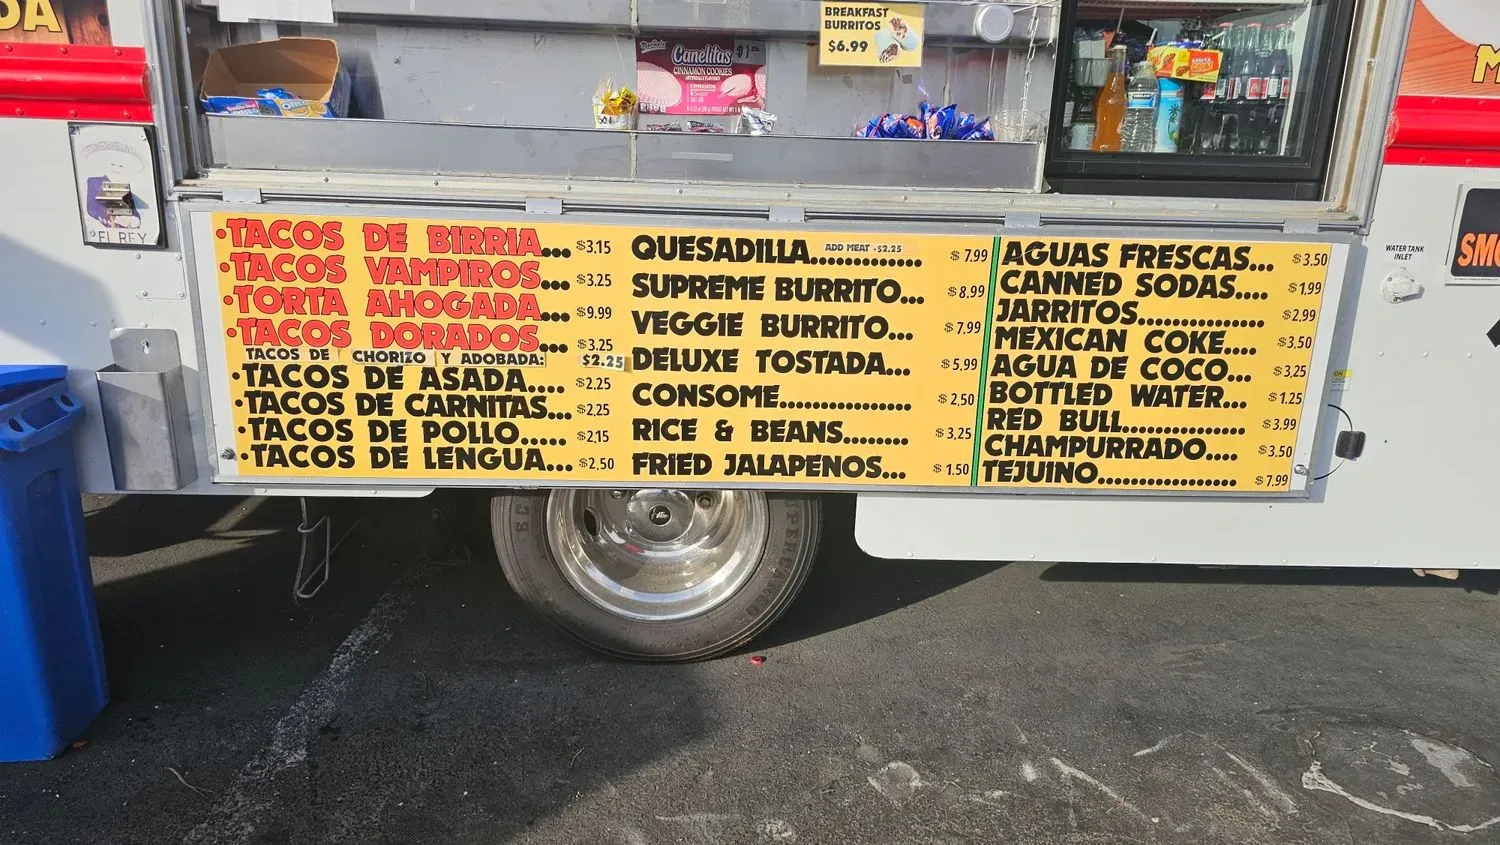 DA
BREAKFAST
BURRITOS
$6.99
Canelitas
CINNAMON COOKIES
ARTIFICIALLY FLAVORED
CINNAMON
OREO
EL REY
WATER TANK
INLET
SMO
M
•TACOS DE BIRRIA.... $3.15
•TACOS VAMPIROS... $3.25
•TORTA AHOGADA... $9.99
•TACOS DORADOS... $3.25
TACOS DE CHORIZO Y ADOBADA: $2.25
•TACOS DE ASADA.... $2.25
•TACOS DE CARNITAS... $2.25
•TACOS DE POLLO..... $2.15
•TACOS DE LENGUA... $2.50
QUESADILLA.............. $7.99
ADD MEAT +$2.25
SUPREME BURRITO... $8.99
VEGGIE BURRITO... $7.99
DELUXE TOSTADA... $5.99
CONSOME................ $2.50
RICE & BEANS........ $3.25
FRIED JALAPENOS... $1.50
AGUAS FRESCAS... $3.50
CANNED SODAS.... $1.99
JARRITOS............... $2.99
MEXICAN COKE.... $3.50
AGUA DE COCO... $3.25
BOTTLED WATER... $1.25
RED BULL............... $3.99
CHAMPURRADO.... $3.50
TEJUINO................. $7.99